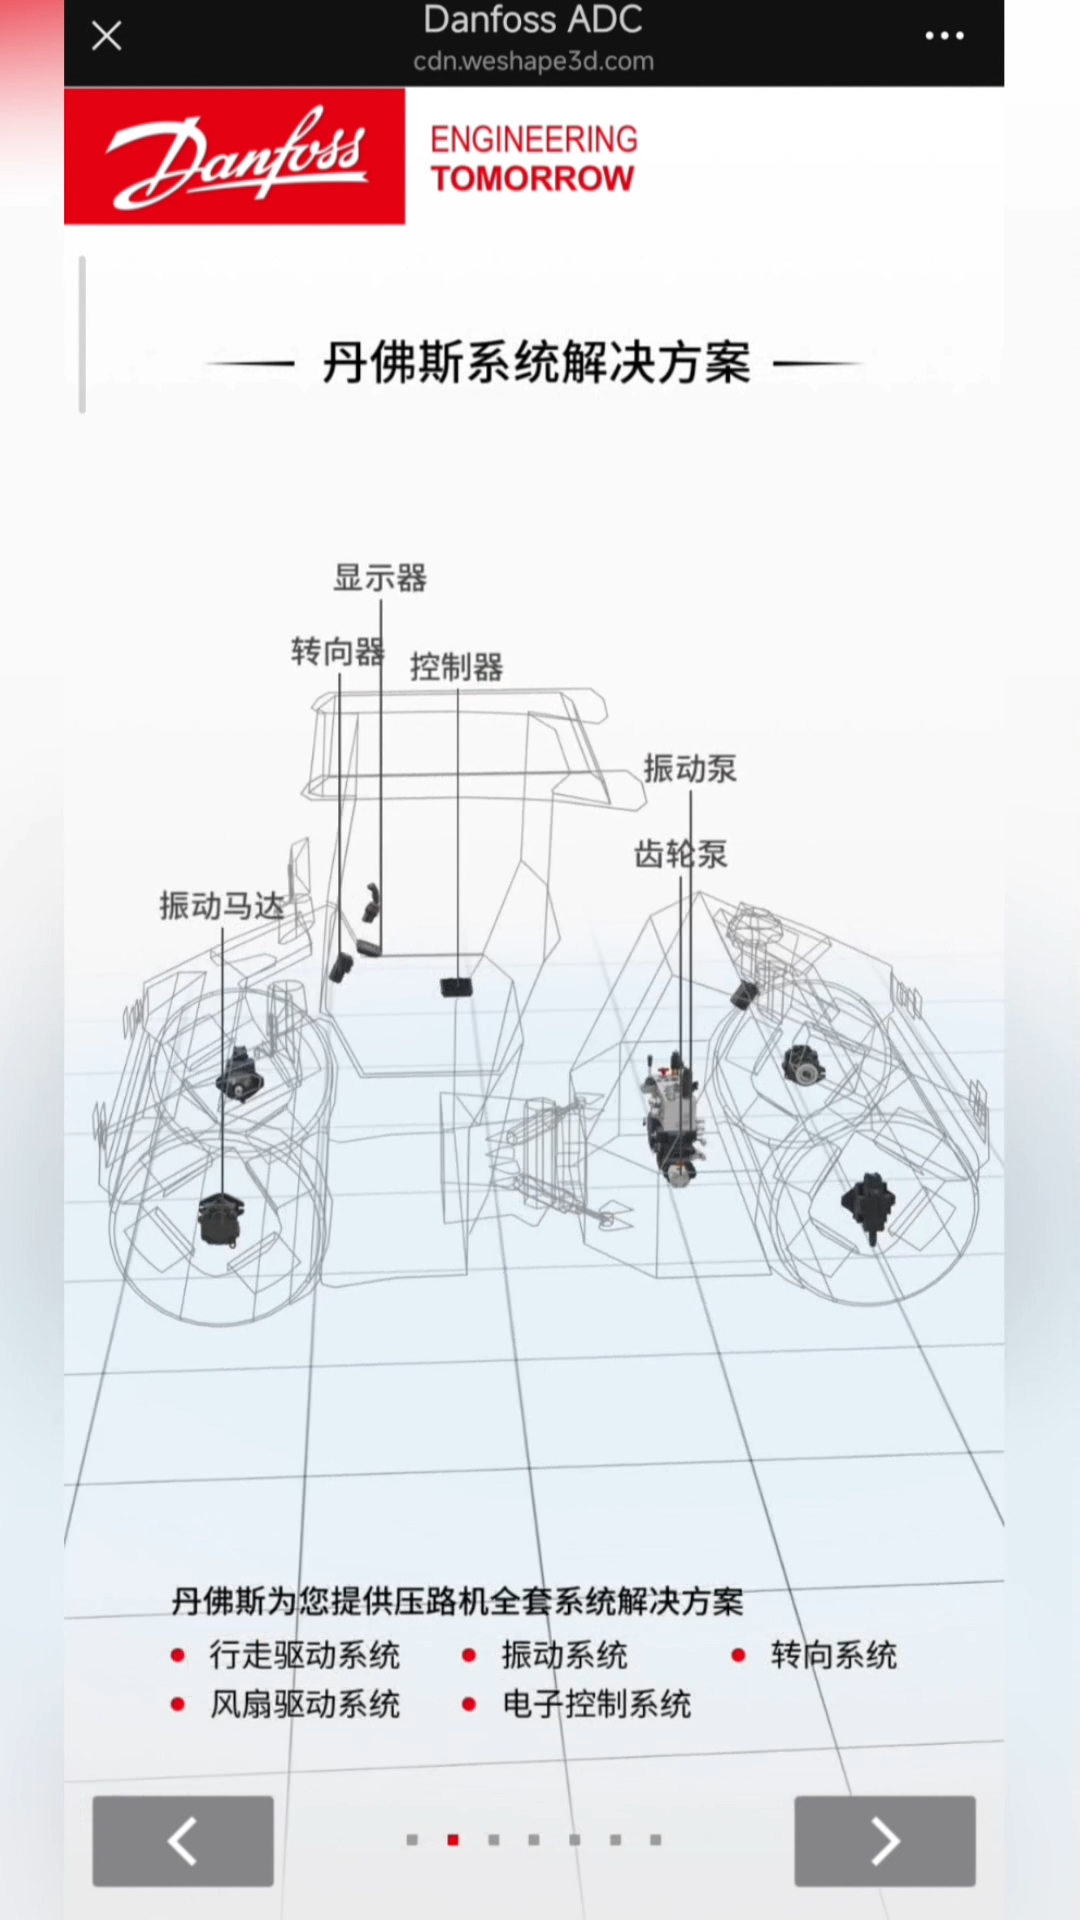 Danfoss ADC
cdn.weshape3d.com
Danfoss
ENGINEERING
TOMORROW
丹佛斯系统解决方案
显示器
转向器
控制器
振动泵
齿轮泵
振动马达
丹佛斯为您提供压路机全套系统解决方案
行走驱动系统 振动系统 转向系统
风扇驱动系统 电子控制系统